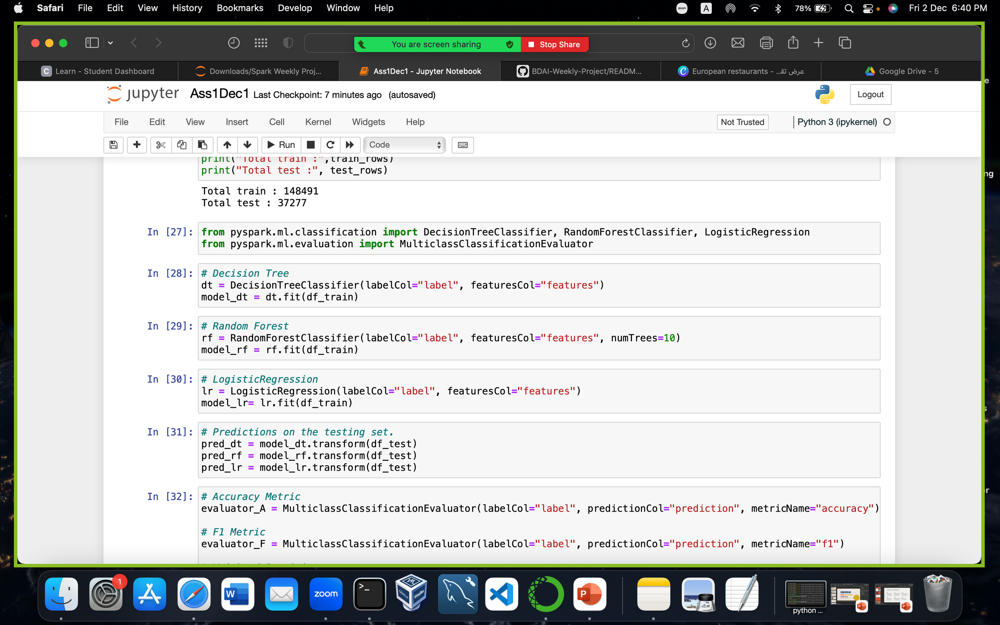 Safari File Edit View History Bookmarks Develop Window Help zoom A 78% Fri 2 Dec 6:40 PM
You are screen sharing Stop Share
C Learn - Student Dashboard Downloads/Spark Weekly Proj... Ass1Dec1 - Jupyter Notebook BDAI-Weekly-Project/READM... European restaurants - ...عرض تق Google Drive - 5
jupyter Ass1Dec1 Last Checkpoint: 7 minutes ago (autosaved) Logout
File Edit View Insert Cell Kernel Widgets Help Not Trusted Python 3 (ipykernel)
Run Code
print("Total train :",train_rows)
print("Total test :", test_rows)
Total train : 148491
Total test : 37277
In [27]: from pyspark.ml.classification import DecisionTreeClassifier, RandomForestClassifier, LogisticRegression
from pyspark.ml.evaluation import MulticlassClassificationEvaluator
In [28]: # Decision Tree
dt = DecisionTreeClassifier(labelCol="label", featuresCol="features")
model_dt = dt.fit(df_train)
In [29]: # Random Forest
rf = RandomForestClassifier(labelCol="label", featuresCol="features", numTrees=10)
model_rf = rf.fit(df_train)
In [30]: # LogisticRegression
lr = LogisticRegression(labelCol="label", featuresCol="features")
model_lr= lr.fit(df_train)
In [31]: # Predictions on the testing set.
pred_dt = model_dt.transform(df_test)
pred_rf = model_rf.transform(df_test)
pred_lr = model_lr.transform(df_test)
In [32]: # Accuracy Metric
evaluator_A = MulticlassClassificationEvaluator(labelCol="label", predictionCol="prediction", metricName="accuracy")
# F1 Metric
evaluator_F = MulticlassClassificationEvaluator(labelCol="label", predictionCol="prediction", metricName="f1")
1
W zoom >_ P
python ...